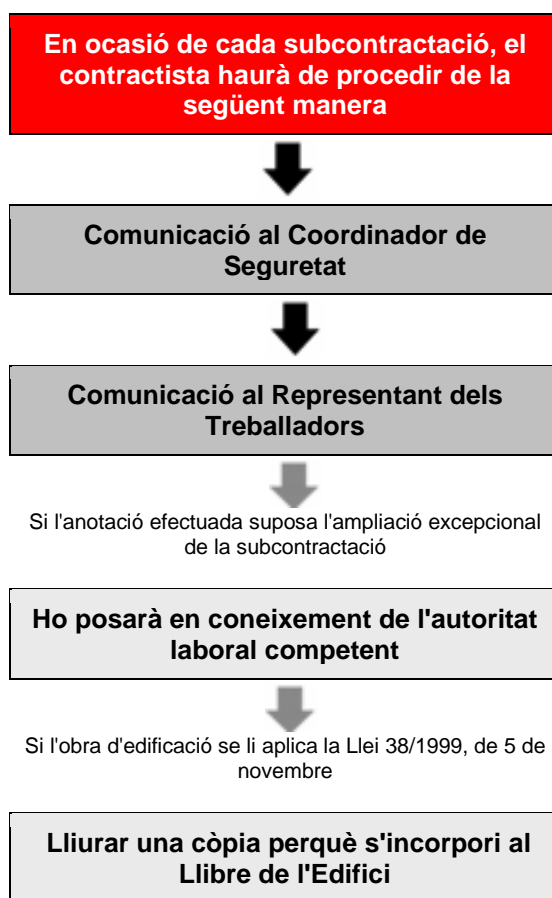 En ocasió de cada subcontractació, el
contractista haurà de procedir de la
següent manera
Comunicació al Coordinador de
Seguretat
Comunicació al Representant dels
Treballadors
Si l'anotació efectuada suposa l'ampliació excepcional
de la subcontractació
Ho posarà en coneixement de l'autoritat
laboral competent
Si l'obra d'edificació se li aplica la Llei 38/1999, de 5 de
novembre
Lliurar una còpia perquè s'incorpori al
Llibre de l'Edifici